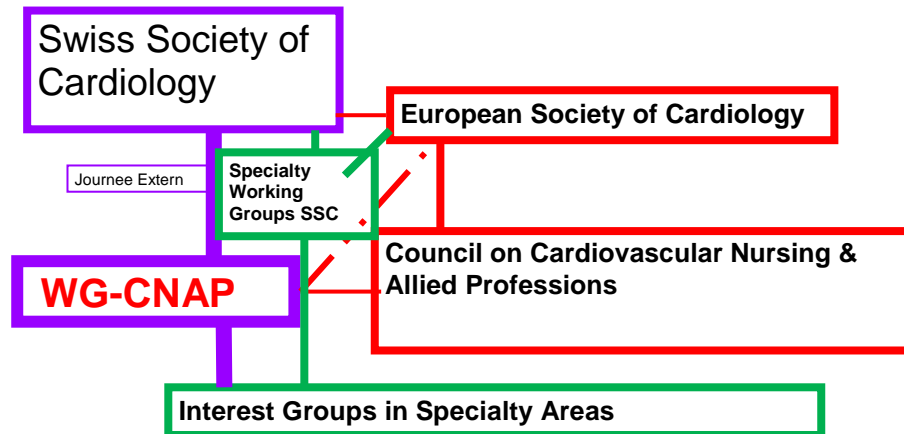 Swiss Society of
Cardiology
European Society of Cardiology
Journee Extern
Specialty
Working
Groups SSC
Council on Cardiovascular Nursing &
Allied Professions
WG-CNAP
Interest Groups in Specialty Areas